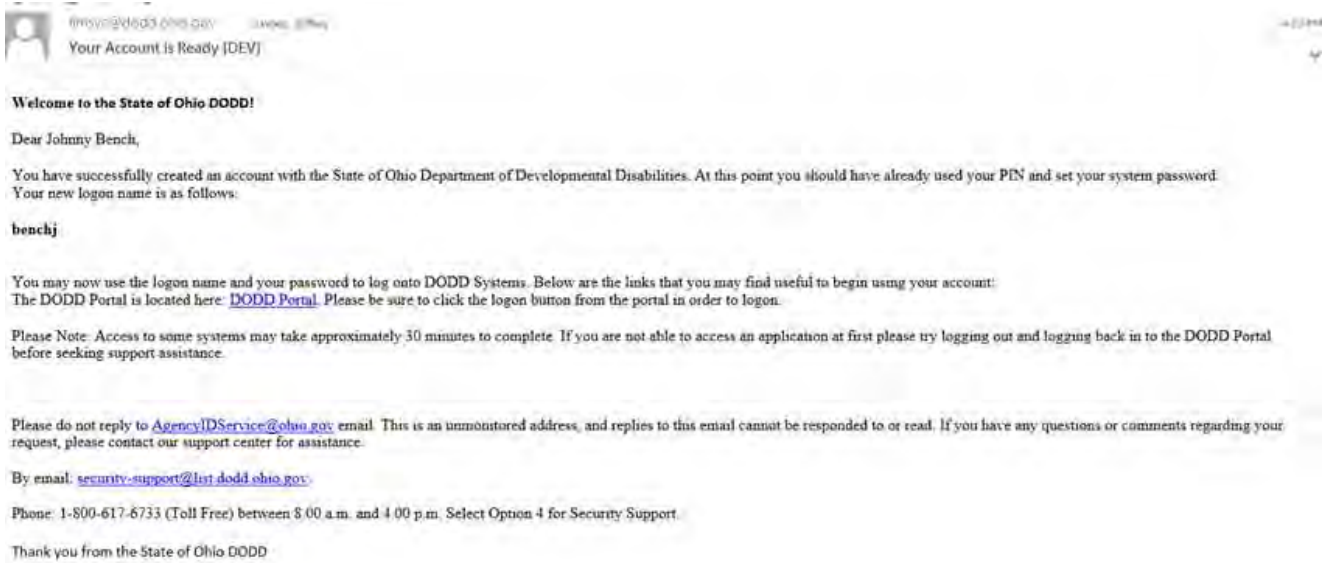 Your Account is Ready [DEV]
Welcome to the State of Ohio DODD!
Dear Johnny Bench,
You have successfully created an account with the State of Ohio Department of Developmental Disabilities. At this point you should have already used your PIN and set your system password.
Your new logon name is as follows:
benchj
You may now use the logon name and your password to log onto DODD Systems. Below are the links that you may find useful to begin using your account:
The DODD Portal is located here: DODD Portal. Please be sure to click the logon button from the portal in order to logon.
Please Note: Access to some systems may take approximately 30 minutes to complete. If you are not able to access an application at first please try logging out and logging back in to the DODD Portal
before seeking support assistance.
Please do not reply to AgencyIDService@ohio.gov email. This is an unmonitored address, and replies to this email cannot be responded to or read. If you have any questions or comments regarding your
request, please contact our support center for assistance.
By email: security-support@list.dodd.ohio.gov.
Phone: 1-800-617-6733 (Toll Free) between 8:00 a.m. and 4:00 p.m. Select Option 4 for Security Support.
Thank you from the State of Ohio DODD